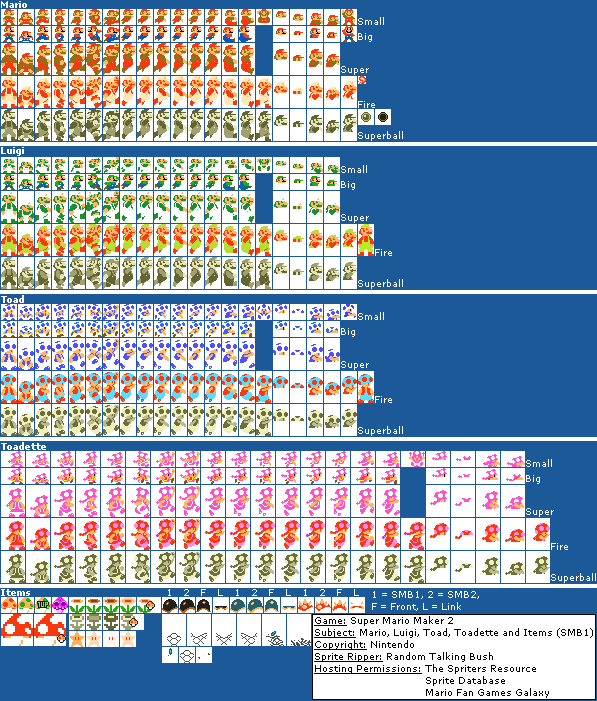 Mario
Small
Big
Super
Fire
Superball
Luigi
Small
Big
Super
Fire
Superball
Toad
Small
Big
Super
Fire
Superball
Toadette
Small
Big
Super
Fire
Superball
Items
1 2 F L 1 2 F L 1 2 F L
1 = SMB1, 2 = SMB2,
F = Front, L = Link
Game: Super Mario Maker 2
Subject: Mario, Luigi, Toad, Toadette and Items (SMB1)
Copyright: Nintendo
Sprite Ripper: Random Talking Bush
Hosting Permissions: The Spriters Resource
Sprite Database
Mario Fan Games Galaxy